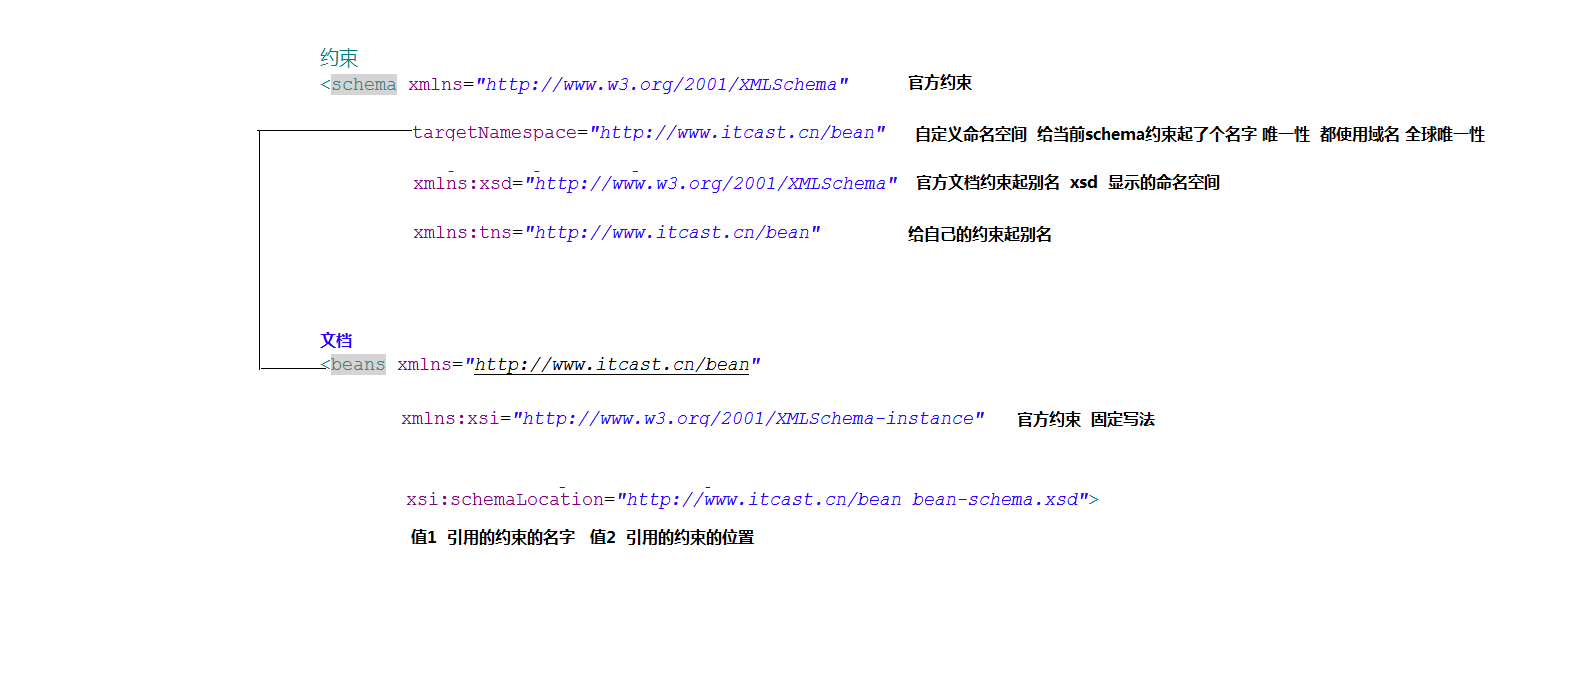 约束
<schema xmlns="http://www.w3.org/2001/XMLSchema" 官方约束
targetNamespace="http://www.itcast.cn/bean" 自定义命名空间 给当前schema约束起了个名字 唯一性 都使用域名 全球唯一性
xmlns:xsd="http://www.w3.org/2001/XMLSchema" 官方文档约束起别名 xsd 显示的命名空间
xmlns:tns="http://www.itcast.cn/bean" 给自己的约束起别名
文档
<beans xmlns="http://www.itcast.cn/bean"
xmlns:xsi="http://www.w3.org/2001/XMLSchema-instance" 官方约束 固定写法
xsi:schemaLocation="http://www.itcast.cn/bean bean-schema.xsd">
值1 引用的约束的名字 值2 引用的约束的位置